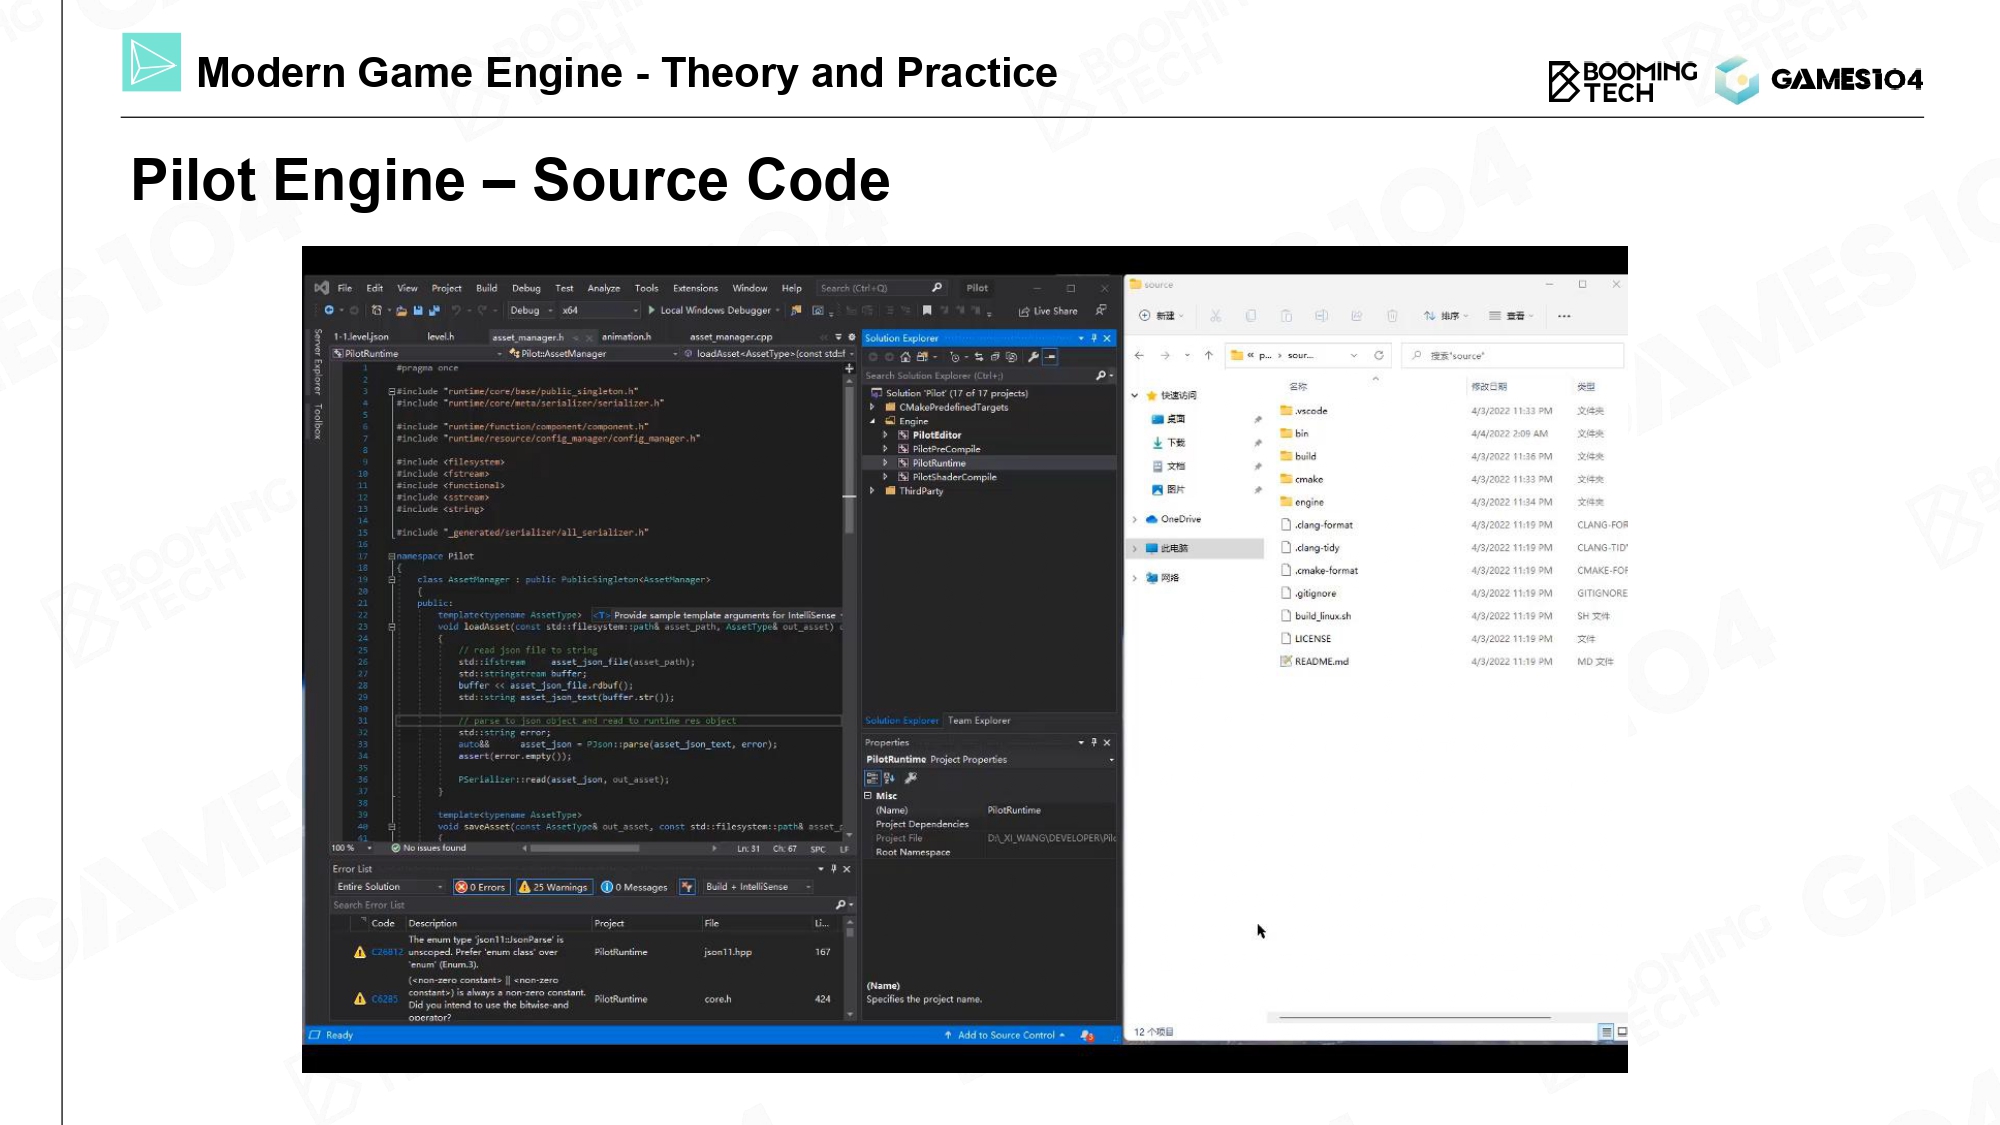 Modern Game Engine - Theory and Practice
BOOMING
TECH
GAMES104
Pilot Engine – Source Code
File Edit View Project Build Debug Test Analyze Tools Extensions Window Help Search (Ctrl+Q) Pilot
Debug x64 Local Windows Debugger Live Share
Server Explorer
Toolbox
1-1.level.json level.h asset_manager.h animation.h asset_manager.cpp
PilotRuntime Pilot::AssetManager loadAsset<AssetType>(const std::f
1 #pragma once
2
3 #include "runtime/core/base/public_singleton.h"
4 #include "runtime/core/meta/serializer/serializer.h"
5
6 #include "runtime/function/component/component.h"
7 #include "runtime/resource/config_manager/config_manager.h"
8
9 #include <filesystem>
10 #include <fstream>
11 #include <functional>
12 #include <sstream>
13 #include <string>
14
15 #include "_generated/serializer/all_serializer.h"
16
17 namespace Pilot
18 {
19 class AssetManager : public PublicSingleton<AssetManager>
20 {
21 public:
22 template<typename AssetType> <T> Provide sample template arguments for IntelliSense
23 void loadAsset(const std::filesystem::path& asset_path, AssetType& out_asset) c
24 {
25 // read json file to string
26 std::ifstream asset_json_file(asset_path);
27 std::stringstream buffer;
28 buffer << asset_json_file.rdbuf();
29 std::string asset_json_text(buffer.str());
30
31 // parse to json object and read to runtime res object
32 std::string error;
33 auto&& asset_json = PJson::parse(asset_json_text, error);
34 assert(error.empty());
35
36 PSerializer::read(asset_json, out_asset);
37 }
38
39 template<typename AssetType>
40 void saveAsset(const AssetType& out_asset, const std::filesystem::path& asset_p
41 {
100 % No issues found Ln: 31 Ch: 67 SPC LF
Error List
Entire Solution 0 Errors 25 Warnings 0 Messages Build + IntelliSense
Search Error List
Code Description Project File Li...
The enum type 'json11::JsonParse' is
C26812 unscoped. Prefer 'enum class' over PilotRuntime json11.hpp 167
'enum' (Enum.3).
(<non-zero constant> || <non-zero
C6285 constant>) is always a non-zero constant. PilotRuntime core.h 424
Did you intend to use the bitwise-and
operator?
Ready Add to Source Control 3
Solution Explorer
Search Solution Explorer (Ctrl+;)
Solution 'Pilot' (17 of 17 projects)
CMakePredefinedTargets
Engine
PilotEditor
PilotPreCompile
PilotRuntime
PilotShaderCompile
ThirdParty
Solution Explorer Team Explorer
Properties
PilotRuntime Project Properties
Misc
(Name) PilotRuntime
Project Dependencies
Project File D:\_XI_WANG\DEVELOPER\Pilo
Root Namespace
(Name)
Specifies the project name.
source
新建 排序 查看 ...
« p... › sour... 搜索"source"
名称 修改日期 类型
快速访问
桌面
下载
文档
图片
OneDrive
此电脑
网络
.vscode 4/3/2022 11:33 PM 文件夹
bin 4/4/2022 2:09 AM 文件夹
build 4/3/2022 11:36 PM 文件夹
cmake 4/3/2022 11:33 PM 文件夹
engine 4/3/2022 11:34 PM 文件夹
.clang-format 4/3/2022 11:19 PM CLANG-FOR
.clang-tidy 4/3/2022 11:19 PM CLANG-TID
.cmake-format 4/3/2022 11:19 PM CMAKE-FOR
.gitignore 4/3/2022 11:19 PM GITIGNORE
build_linux.sh 4/3/2022 11:19 PM SH 文件
LICENSE 4/3/2022 11:19 PM 文件
README.md 4/3/2022 11:19 PM MD 文件
12 个项目